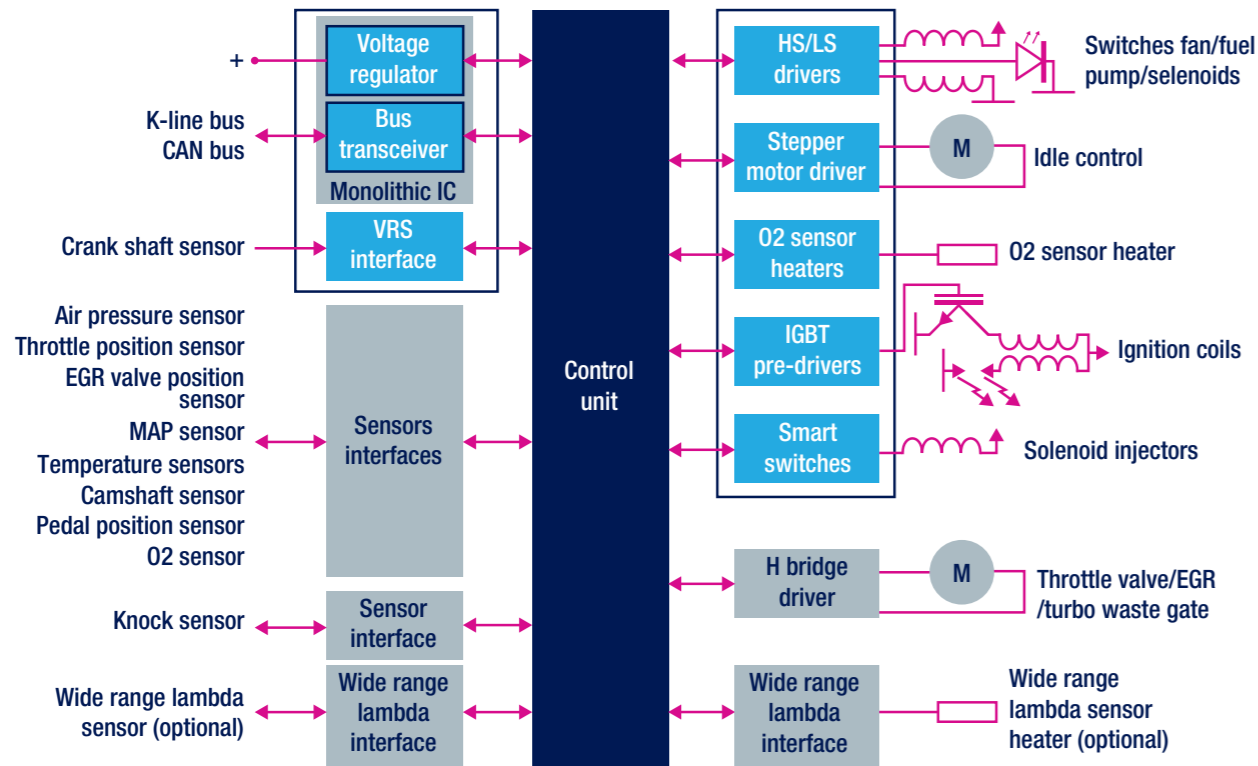 +
K-line bus
CAN bus
Crank shaft sensor
Air pressure sensor
Throttle position sensor
EGR valve position
sensor
MAP sensor
Temperature sensors
Camshaft sensor
Pedal position sensor
O2 sensor
Knock sensor
Wide range lambda
sensor (optional)
Voltage
regulator
Bus
transceiver
Monolithic IC
VRS
interface
Sensors
interfaces
Sensor
interface
Wide range
lambda
interface
Control
unit
HS/LS
drivers
Stepper
motor driver
O2 sensor
heaters
IGBT
pre-drivers
Smart
switches
H bridge
driver
Wide range
lambda
interface
Switches fan/fuel
pump/selenoids
M
Idle control
O2 sensor heater
Ignition coils
Solenoid injectors
M
Throttle valve/EGR
/turbo waste gate
Wide range
lambda sensor
heater (optional)